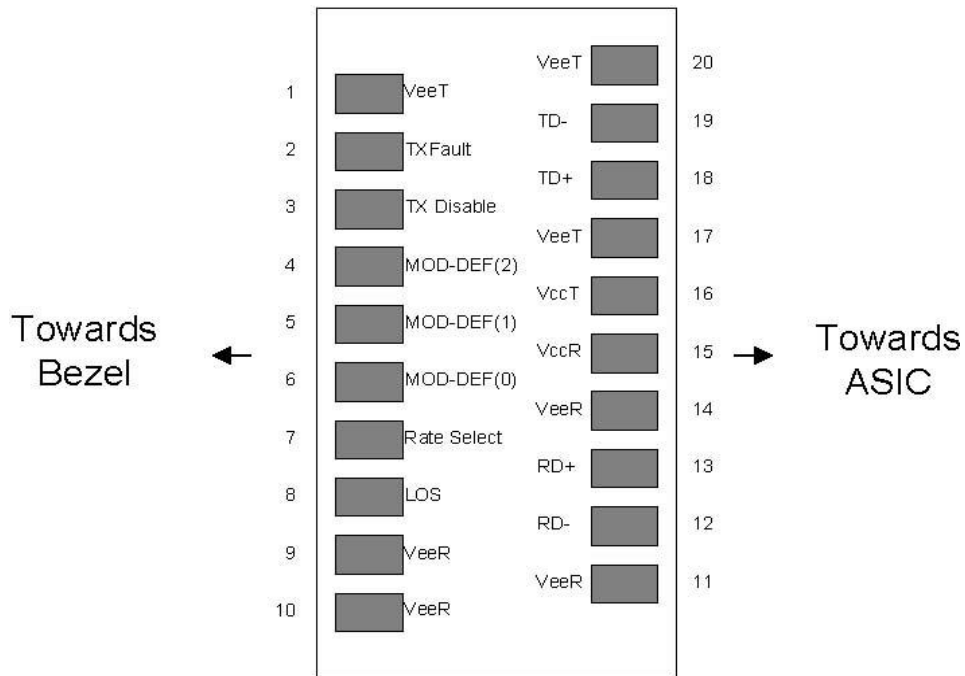 1 VeeT
2 TXFault
3 TX Disable
4 MOD-DEF(2)
5 MOD-DEF(1)
6 MOD-DEF(0)
7 Rate Select
8 LOS
9 VeeR
10 VeeR
VeeT 20
TD- 19
TD+ 18
VeeT 17
VccT 16
VccR 15
VeeR 14
RD+ 13
RD- 12
VeeR 11
Towards
Bezel
Towards
ASIC